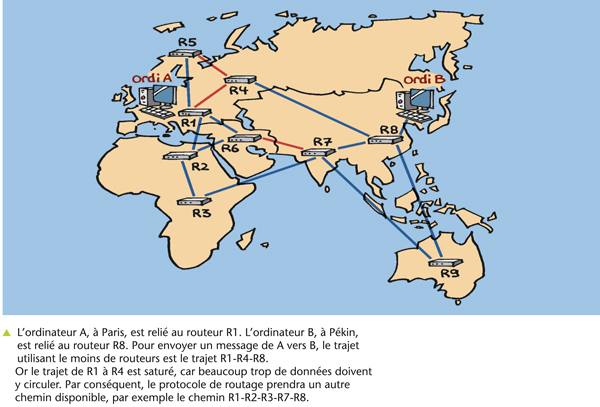 R5
Ordi A
Ordi B
R4
R1
R8
R6
R7
R2
R3
R9
L'ordinateur A, à Paris, est relié au routeur R1. L'ordinateur B, à Pékin,
est relié au routeur R8. Pour envoyer un message de A vers B, le trajet
utilisant le moins de routeurs est le trajet R1-R4-R8.
Or le trajet de R1 à R4 est saturé, car beaucoup trop de données doivent
y circuler. Par conséquent, le protocole de routage prendra un autre
chemin disponible, par exemple le chemin R1-R2-R3-R7-R8.